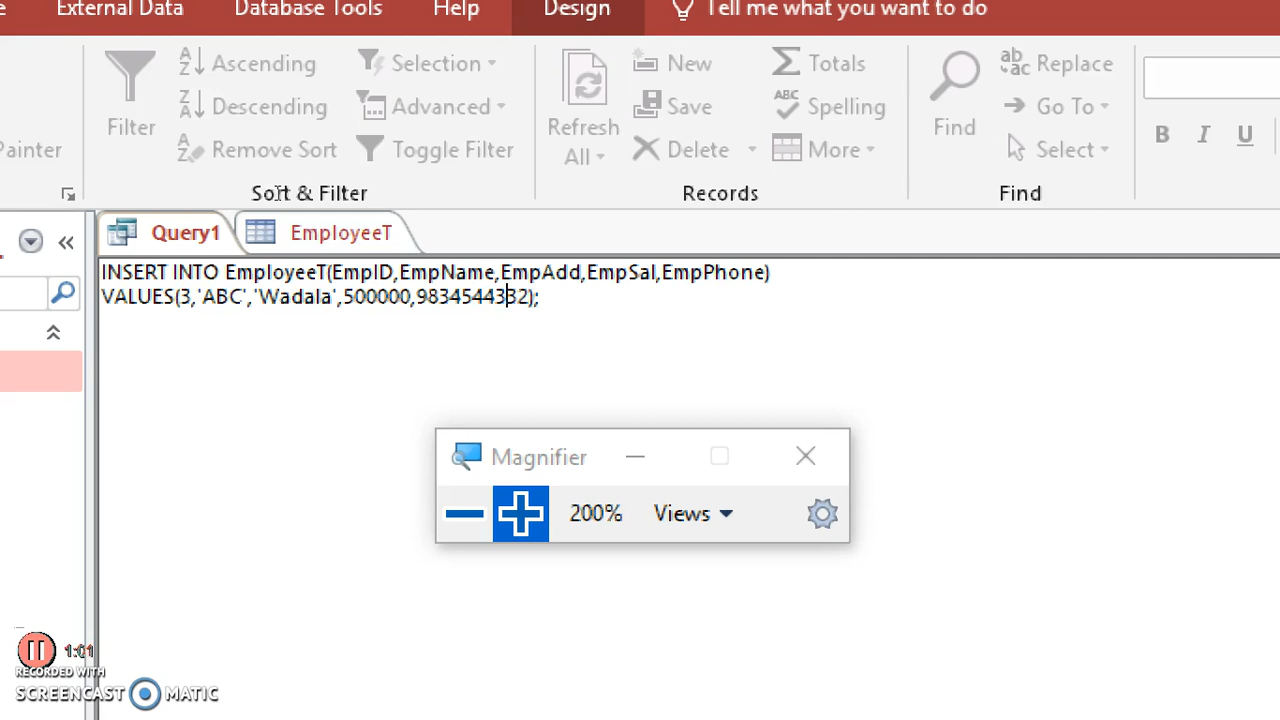 External Data Database Tools Help Design Tell me what you want to do
Ascending Selection New Totals Replace
Filter Descending Advanced Refresh All Save Spelling Find Go To
Painter Remove Sort Toggle Filter Delete More Select B I U
Sort & Filter Records Find
Query1 EmployeeT
INSERT INTO EmployeeT(EmpID,EmpName,EmpAdd,EmpSal,EmpPhone)
VALUES(3,'ABC','Wadala',500000,9834544332);
Magnifier
200% Views
1:01
RECORDED WITH
SCREENCAST MATIC